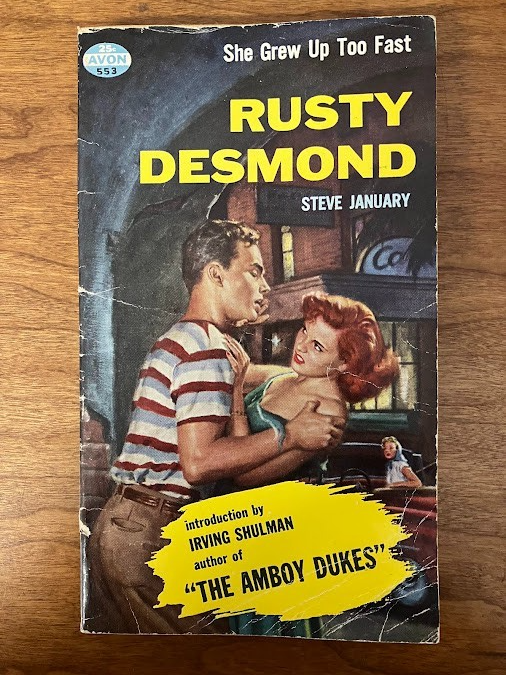 25¢
AVON
553
She Grew Up Too Fast
RUSTY
DESMOND
STEVE JANUARY
introduction by
IRVING SHULMAN
author of
"THE AMBOY DUKES"